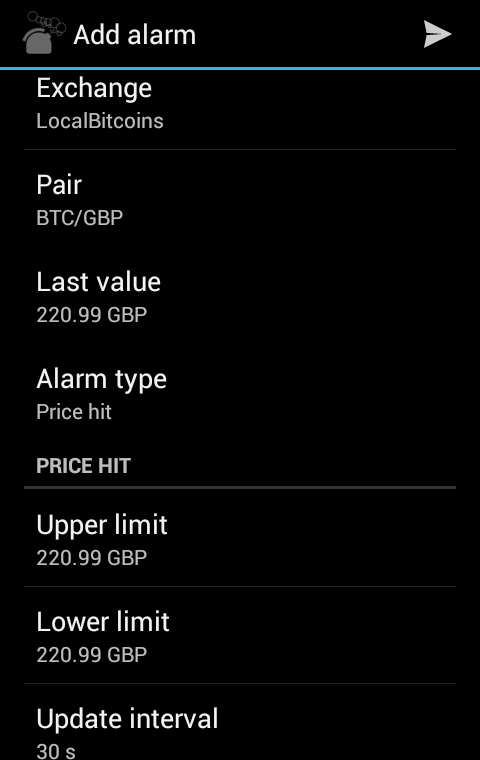 Add alarm
Exchange
LocalBitcoins
Pair
BTC/GBP
Last value
220.99 GBP
Alarm type
Price hit
PRICE HIT
Upper limit
220.99 GBP
Lower limit
220.99 GBP
Update interval
30 s